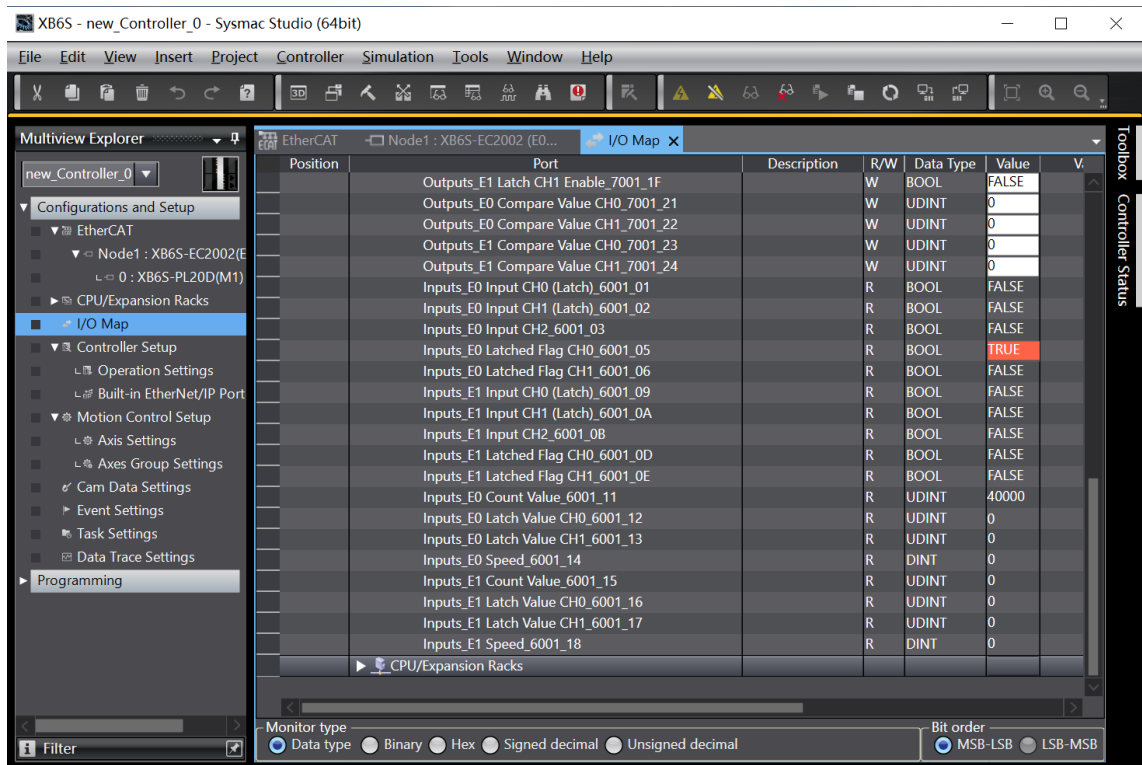 XB6S - new_Controller_0 - Sysmac Studio (64bit)
File Edit View Insert Project Controller Simulation Tools Window Help
Multiview Explorer
new_Controller_0
Configurations and Setup
EtherCAT
Node1 : XB6S-EC2002(E
0 : XB6S-PL20D(M1)
CPU/Expansion Racks
I/O Map
Controller Setup
Operation Settings
Built-in EtherNet/IP Port
Motion Control Setup
Axis Settings
Axes Group Settings
Cam Data Settings
Event Settings
Task Settings
Data Trace Settings
Programming
Filter
EtherCAT Node1 : XB6S-EC2002 (E0... I/O Map
Position Port Description R/W Data Type Value V
Outputs_E1 Latch CH1 Enable_7001_1F W BOOL FALSE
Outputs_E0 Compare Value CH0_7001_21 W UDINT 0
Outputs_E0 Compare Value CH1_7001_22 W UDINT 0
Outputs_E1 Compare Value CH0_7001_23 W UDINT 0
Outputs_E1 Compare Value CH1_7001_24 W UDINT 0
Inputs_E0 Input CH0 (Latch)_6001_01 R BOOL FALSE
Inputs_E0 Input CH1 (Latch)_6001_02 R BOOL FALSE
Inputs_E0 Input CH2_6001_03 R BOOL FALSE
Inputs_E0 Latched Flag CH0_6001_05 R BOOL TRUE
Inputs_E0 Latched Flag CH1_6001_06 R BOOL FALSE
Inputs_E1 Input CH0 (Latch)_6001_09 R BOOL FALSE
Inputs_E1 Input CH1 (Latch)_6001_0A R BOOL FALSE
Inputs_E1 Input CH2_6001_0B R BOOL FALSE
Inputs_E1 Latched Flag CH0_6001_0D R BOOL FALSE
Inputs_E1 Latched Flag CH1_6001_0E R BOOL FALSE
Inputs_E0 Count Value_6001_11 R UDINT 40000
Inputs_E0 Latch Value CH0_6001_12 R UDINT 0
Inputs_E0 Latch Value CH1_6001_13 R UDINT 0
Inputs_E0 Speed_6001_14 R DINT 0
Inputs_E1 Count Value_6001_15 R UDINT 0
Inputs_E1 Latch Value CH0_6001_16 R UDINT 0
Inputs_E1 Latch Value CH1_6001_17 R UDINT 0
Inputs_E1 Speed_6001_18 R DINT 0
CPU/Expansion Racks
Monitor type
Data type Binary Hex Signed decimal Unsigned decimal
Bit order
MSB-LSB LSB-MSB
Toolbox
Controller Status